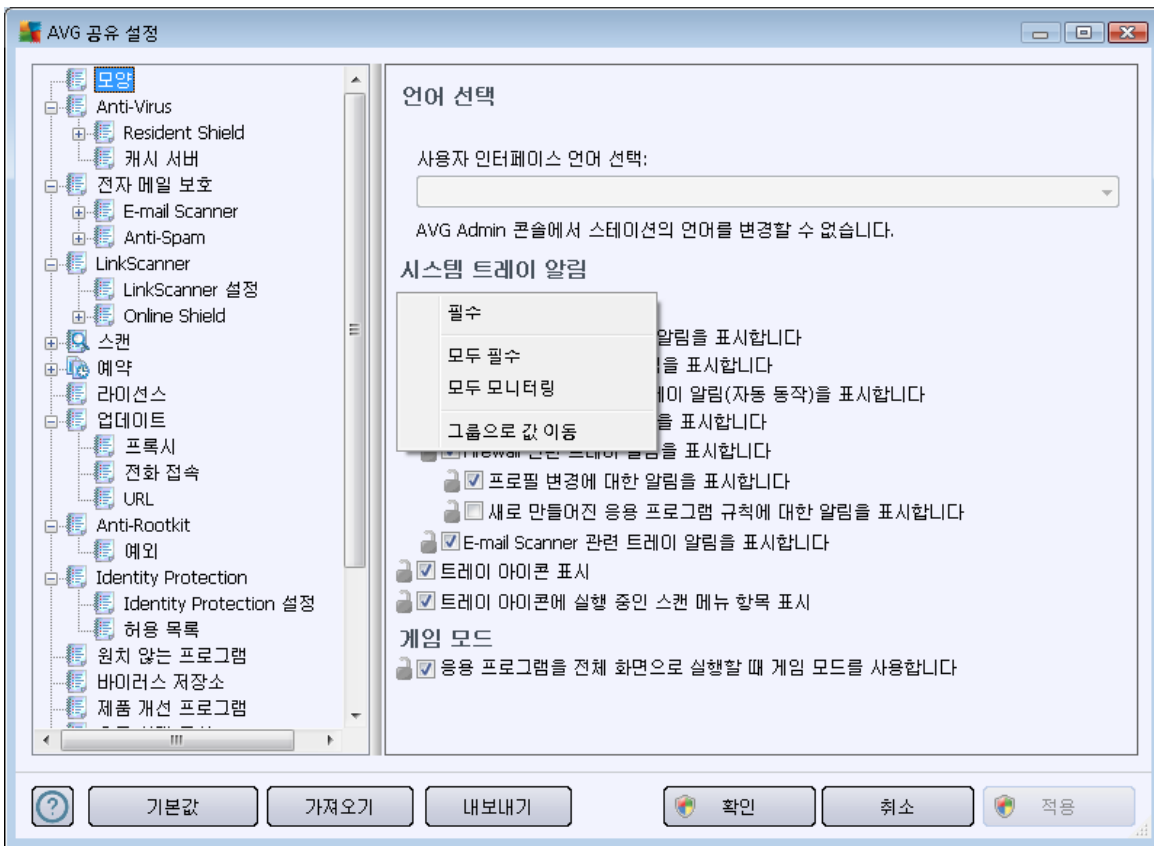 AVG 공유 설정
모양
Anti-Virus
Resident Shield
캐시 서버
전자 메일 보호
E-mail Scanner
Anti-Spam
LinkScanner
LinkScanner 설정
Online Shield
스캔
예약
라이선스
업데이트
프록시
전화 접속
URL
Anti-Rootkit
예외
Identity Protection
Identity Protection 설정
허용 목록
원치 않는 프로그램
바이러스 저장소
제품 개선 프로그램
언어 선택
사용자 인터페이스 언어 선택:
AVG Admin 콘솔에서 스테이션의 언어를 변경할 수 없습니다.
시스템 트레이 알림
필수
모두 필수
모두 모니터링
그룹으로 값 이동
알림을 표시합니다
을 표시합니다
알림(자동 동작)을 표시합니다
을 표시합니다
Firewall 관련 트레이 알림을 표시합니다
프로필 변경에 대한 알림을 표시합니다
새로 만들어진 응용 프로그램 규칙에 대한 알림을 표시합니다
E-mail Scanner 관련 트레이 알림을 표시합니다
트레이 아이콘 표시
트레이 아이콘에 실행 중인 스캔 메뉴 항목 표시
게임 모드
응용 프로그램을 전체 화면으로 실행할 때 게임 모드를 사용합니다
기본값
가져오기
내보내기
확인
취소
적용